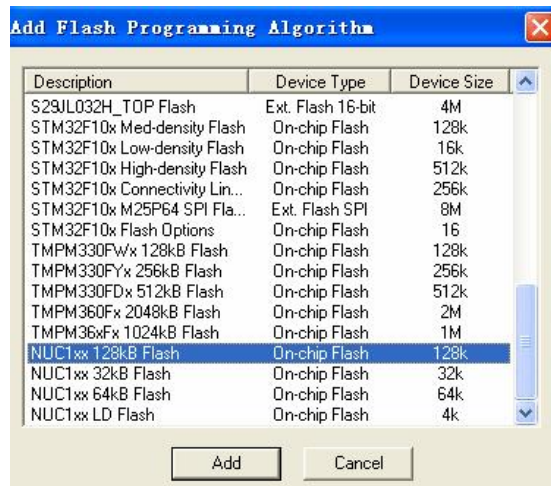 Add Flash Programming Algorithm
Description Device Type Device Size
S29JL032H_TOP Flash Ext. Flash 16-bit 4M
STM32F10x Med-density Flash On-chip Flash 128k
STM32F10x Low-density Flash On-chip Flash 16k
STM32F10x High-density Flash On-chip Flash 512k
STM32F10x Connectivity Lin... On-chip Flash 256k
STM32F10x M25P64 SPI Fla... Ext. Flash SPI 8M
STM32F10x Flash Options On-chip Flash 16
TMPM330FWx 128kB Flash On-chip Flash 128k
TMPM330FYx 256kB Flash On-chip Flash 256k
TMPM330FDx 512kB Flash On-chip Flash 512k
TMPM360Fx 2048kB Flash On-chip Flash 2M
TMPM36xFx 1024kB Flash On-chip Flash 1M
NUC1xx 128kB Flash On-chip Flash 128k
NUC1xx 32kB Flash On-chip Flash 32k
NUC1xx 64kB Flash On-chip Flash 64k
NUC1xx LD Flash On-chip Flash 4k
Add Cancel